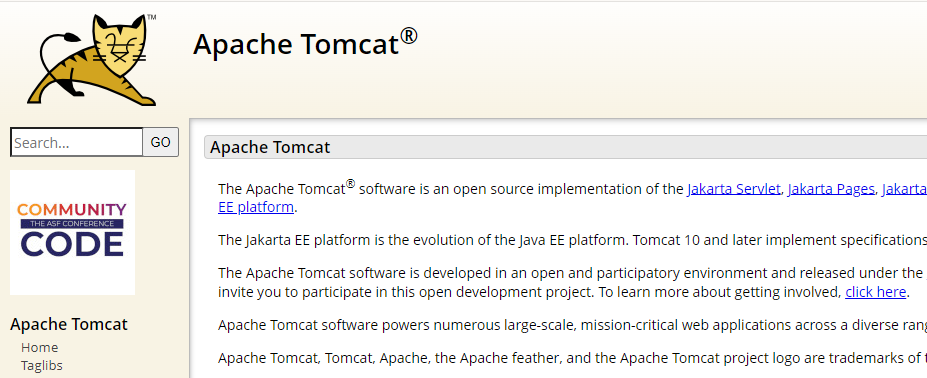 TM
Apache Tomcat®
Search...
GO
COMMUNITY
THE ASF CONFERENCE
CODE
Apache Tomcat
Home
Taglibs
Apache Tomcat
The Apache Tomcat® software is an open source implementation of the Jakarta Servlet, Jakarta Pages, Jakarta
EE platform.
The Jakarta EE platform is the evolution of the Java EE platform. Tomcat 10 and later implement specifications
The Apache Tomcat software is developed in an open and participatory environment and released under the
invite you to participate in this open development project. To learn more about getting involved, click here.
Apache Tomcat software powers numerous large-scale, mission-critical web applications across a diverse
Apache Tomcat, Tomcat, Apache, the Apache feather, and the Apache Tomcat project logo are trademarks of